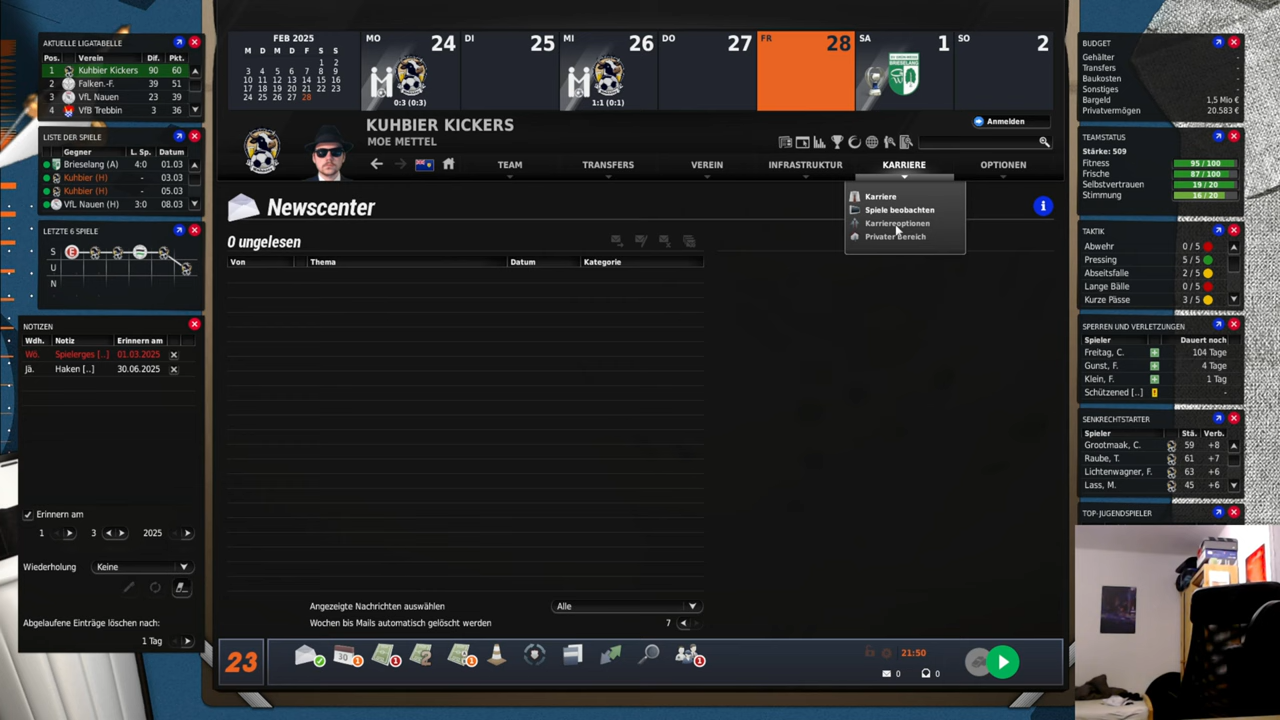 AKTUELLE LIGATABELLE
Pos. Verein Dif. Pkt.
1 Kuhbier Kickers 90 60
2 Falken.-F. 39 51
3 VfL Nauen 23 39
4 VfB Trebbin 3 36
LISTE DER SPIELE
Gegner L. Sp. Datum
Brieselang (A) 4:0 01.03
Kuhbier (H) - 03.03
Kuhbier (H) - 05.03
VfL Nauen (H) 3:0 08.03
LETZTE 6 SPIELE
S
U
N
NOTIZEN
Wdh. Notiz Erinnern am
Wö. Spielerges [..] 01.03.2025
Jä. Haken [..] 30.06.2025
Erinnern am
1 3 2025
Wiederholung Keine
Abgelaufene Einträge löschen nach:
1 Tag
FEB 2025
M D M D F S S
1 2
3 4 5 6 7 8 9
10 11 12 13 14 15 16
17 18 19 20 21 22 23
24 25 26 27 28
MO 24
0:3 (0:3)
DI 25
MI 26
1:1 (0:1)
DO 27
FR 28
SA 1
BRIESELANG
SO 2
KUHBIER KICKERS
MOE METTEL
Anmelden
TEAM TRANSFERS VEREIN INFRASTRUKTUR KARRIERE OPTIONEN
Karriere
Spiele beobachten
Karriereoptionen
Privater Bereich
Newscenter
0 ungelesen
Von Thema Datum Kategorie
Angezeigte Nachrichten auswählen Alle
Wochen bis Mails automatisch gelöscht werden 7
23
30
1
1
2
1
1
21:50
0 0
BUDGET
Gehälter -
Transfers -
Baukosten -
Sonstiges -
Bargeld 1,5 Mio €
Privatvermögen 20.583 €
TEAMSTATUS
Stärke: 509
Fitness 95 / 100
Frische 87 / 100
Selbstvertrauen 19 / 20
Stimmung 16 / 20
TAKTIK
Abwehr 0 / 5
Pressing 5 / 5
Abseitsfalle 2 / 5
Lange Bälle 0 / 5
Kurze Pässe 3 / 5
SPERREN UND VERLETZUNGEN
Spieler Dauert noch
Freitag, C. 104 Tage
Gunst, F. 4 Tage
Klein, F. 1 Tag
Schützened [..] -
SENKRECHTSTARTER
Spieler Stä. Verb.
Grootmaak, C. 59 +8
Raube, T. 61 +7
Lichtenwagner, F. 63 +6
Lass, M. 45 +6
TOP-JUGENDSPIELER